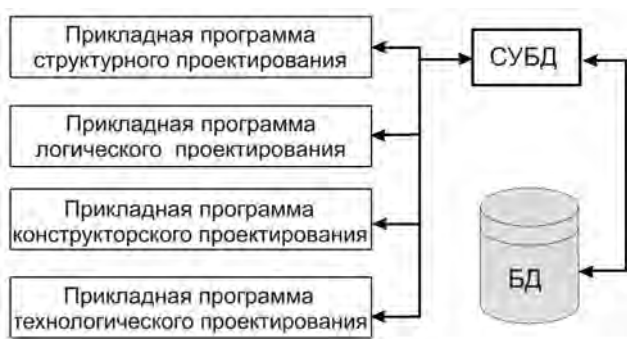 Прикладная программа
структурного проектирования
СУБД
Прикладная программа
логического проектирования
Прикладная программа
конструкторского проектирования
БД
Прикладная программа
технологического проектирования